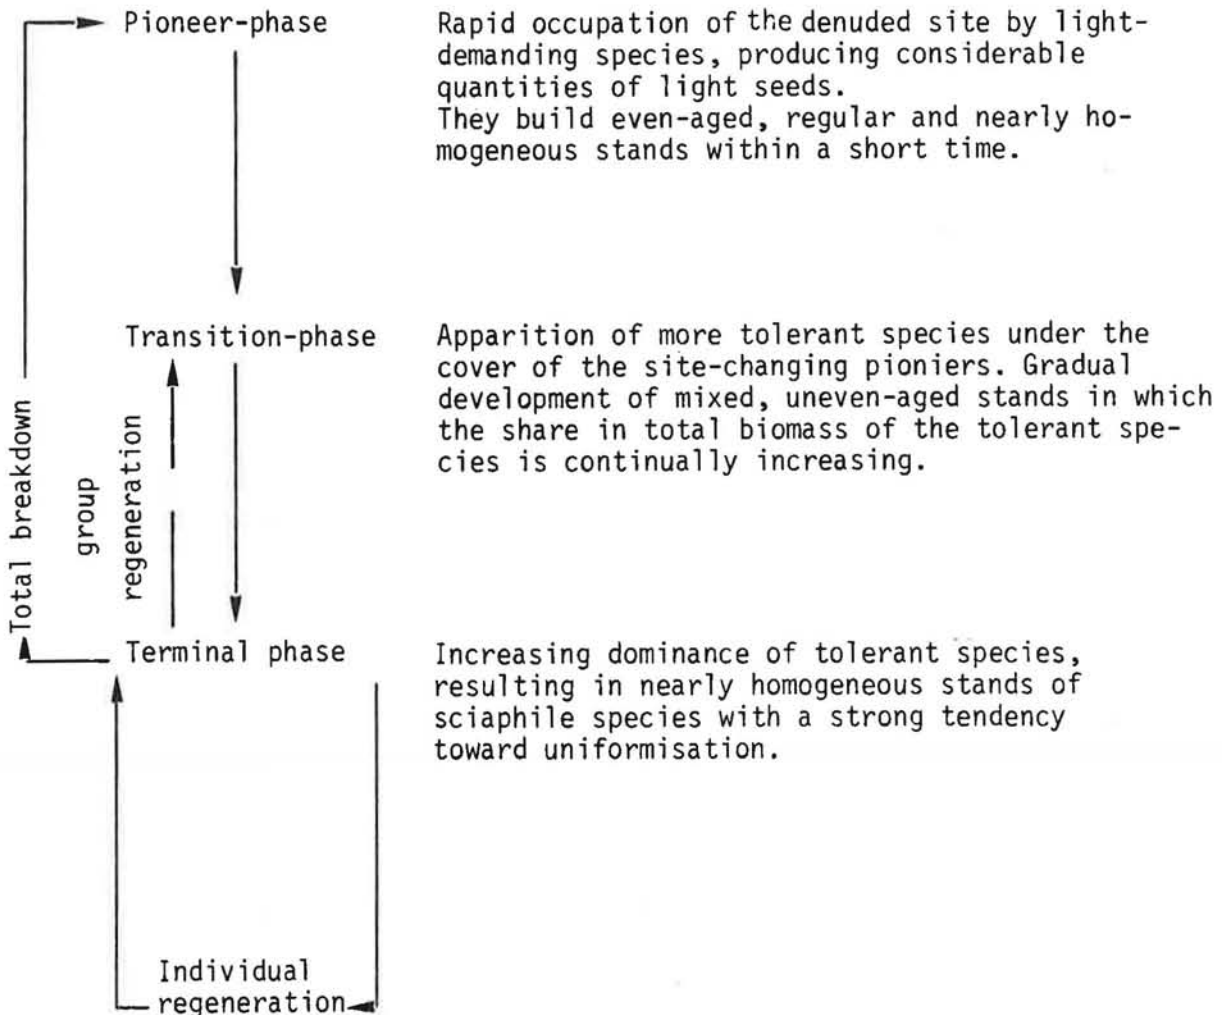 Pioneer-phase
Rapid occupation of the denuded site by light-
demanding species, producing considerable
quantities of light seeds.
They build even-aged, regular and nearly ho-
mogeneous stands within a short time.
Transition-phase
Apparition of more tolerant species under the
cover of the site-changing pioniers. Gradual
development of mixed, uneven-aged stands in which
the share in total biomass of the tolerant spe-
cies is continually increasing.
Total breakdown
group
regeneration
Terminal phase
Increasing dominance of tolerant species,
resulting in nearly homogeneous stands of
sciaphile species with a strong tendency
toward uniformisation.
Individual
regeneration